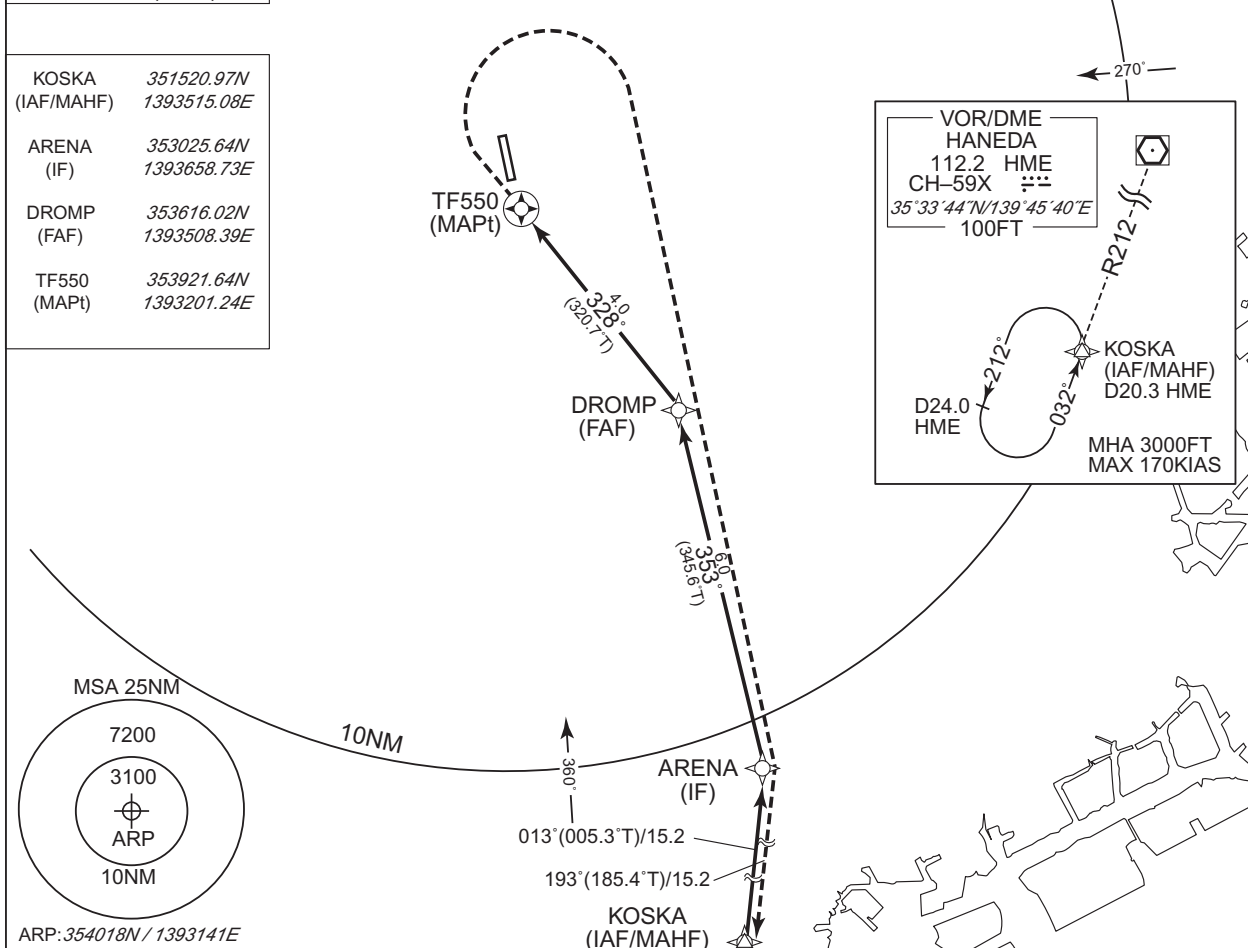 KOSKA 351520.97N
(IAF/MAHF) 1393515.08E
ARENA 353025.64N
(IF) 1393658.73E
DROMP 353616.02N
(FAF) 1393508.39E
TF550 353921.64N
(MAPt) 1393201.24E
270°
VOR/DME
HANEDA
112.2 HME
CH–59X
35°33´44˝N/139°45´40˝E
100FT
R212
212°
032°
KOSKA
(IAF/MAHF)
D20.3 HME
D24.0
HME
MHA 3000FT
MAX 170KIAS
TF550
(MAPt)
4.0
328°
(320.7°T)
DROMP
(FAF)
6.0
353°
(345.6°T)
MSA 25NM
7200
3100
ARP
10NM
ARP:354018N / 1393141E
10NM
360°
ARENA
(IF)
013°(005.3°T)/15.2
193°(185.4°T)/15.2
KOSKA
(IAF/MAHF)